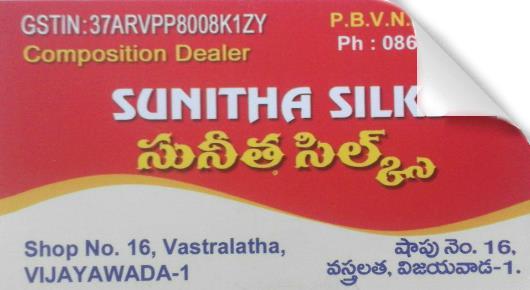 GSTIN:37ARVPP8008K1ZY
Composition Dealer
P.B.V.N.
Ph : 086
SUNITHA SILK
సునీత సిల్క్స్
Shop No. 16, Vastralatha,
VIJAYAWADA-1
షాపు నెం. 16,
వస్త్రలత, విజయవాడ-1.